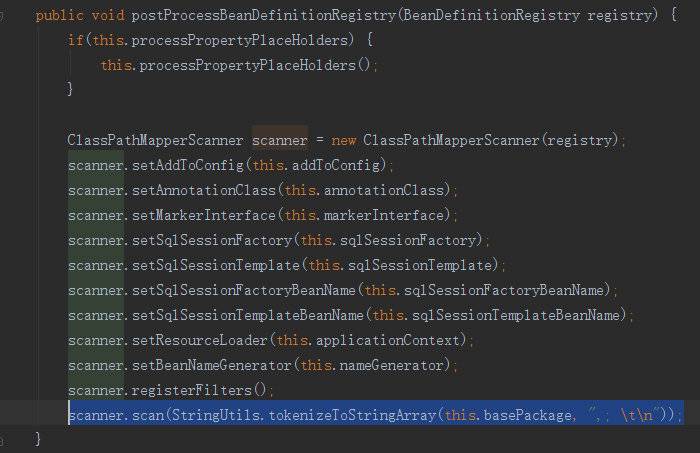 public void postProcessBeanDefinitionRegistry(BeanDefinitionRegistry registry) {
    if(this.processPropertyPlaceHolders) {
        this.processPropertyPlaceHolders();
    }

    ClassPathMapperScanner scanner = new ClassPathMapperScanner(registry);
    scanner.setAddToConfig(this.addToConfig);
    scanner.setAnnotationClass(this.annotationClass);
    scanner.setMarkerInterface(this.markerInterface);
    scanner.setSqlSessionFactory(this.sqlSessionFactory);
    scanner.setSqlSessionTemplate(this.sqlSessionTemplate);
    scanner.setSqlSessionFactoryBeanName(this.sqlSessionFactoryBeanName);
    scanner.setSqlSessionTemplateBeanName(this.sqlSessionTemplateBeanName);
    scanner.setResourceLoader(this.applicationContext);
    scanner.setBeanNameGenerator(this.nameGenerator);
    scanner.registerFilters();
    scanner.scan(StringUtils.tokenizeToStringArray(this.basePackage, ",; \t\n"));
}